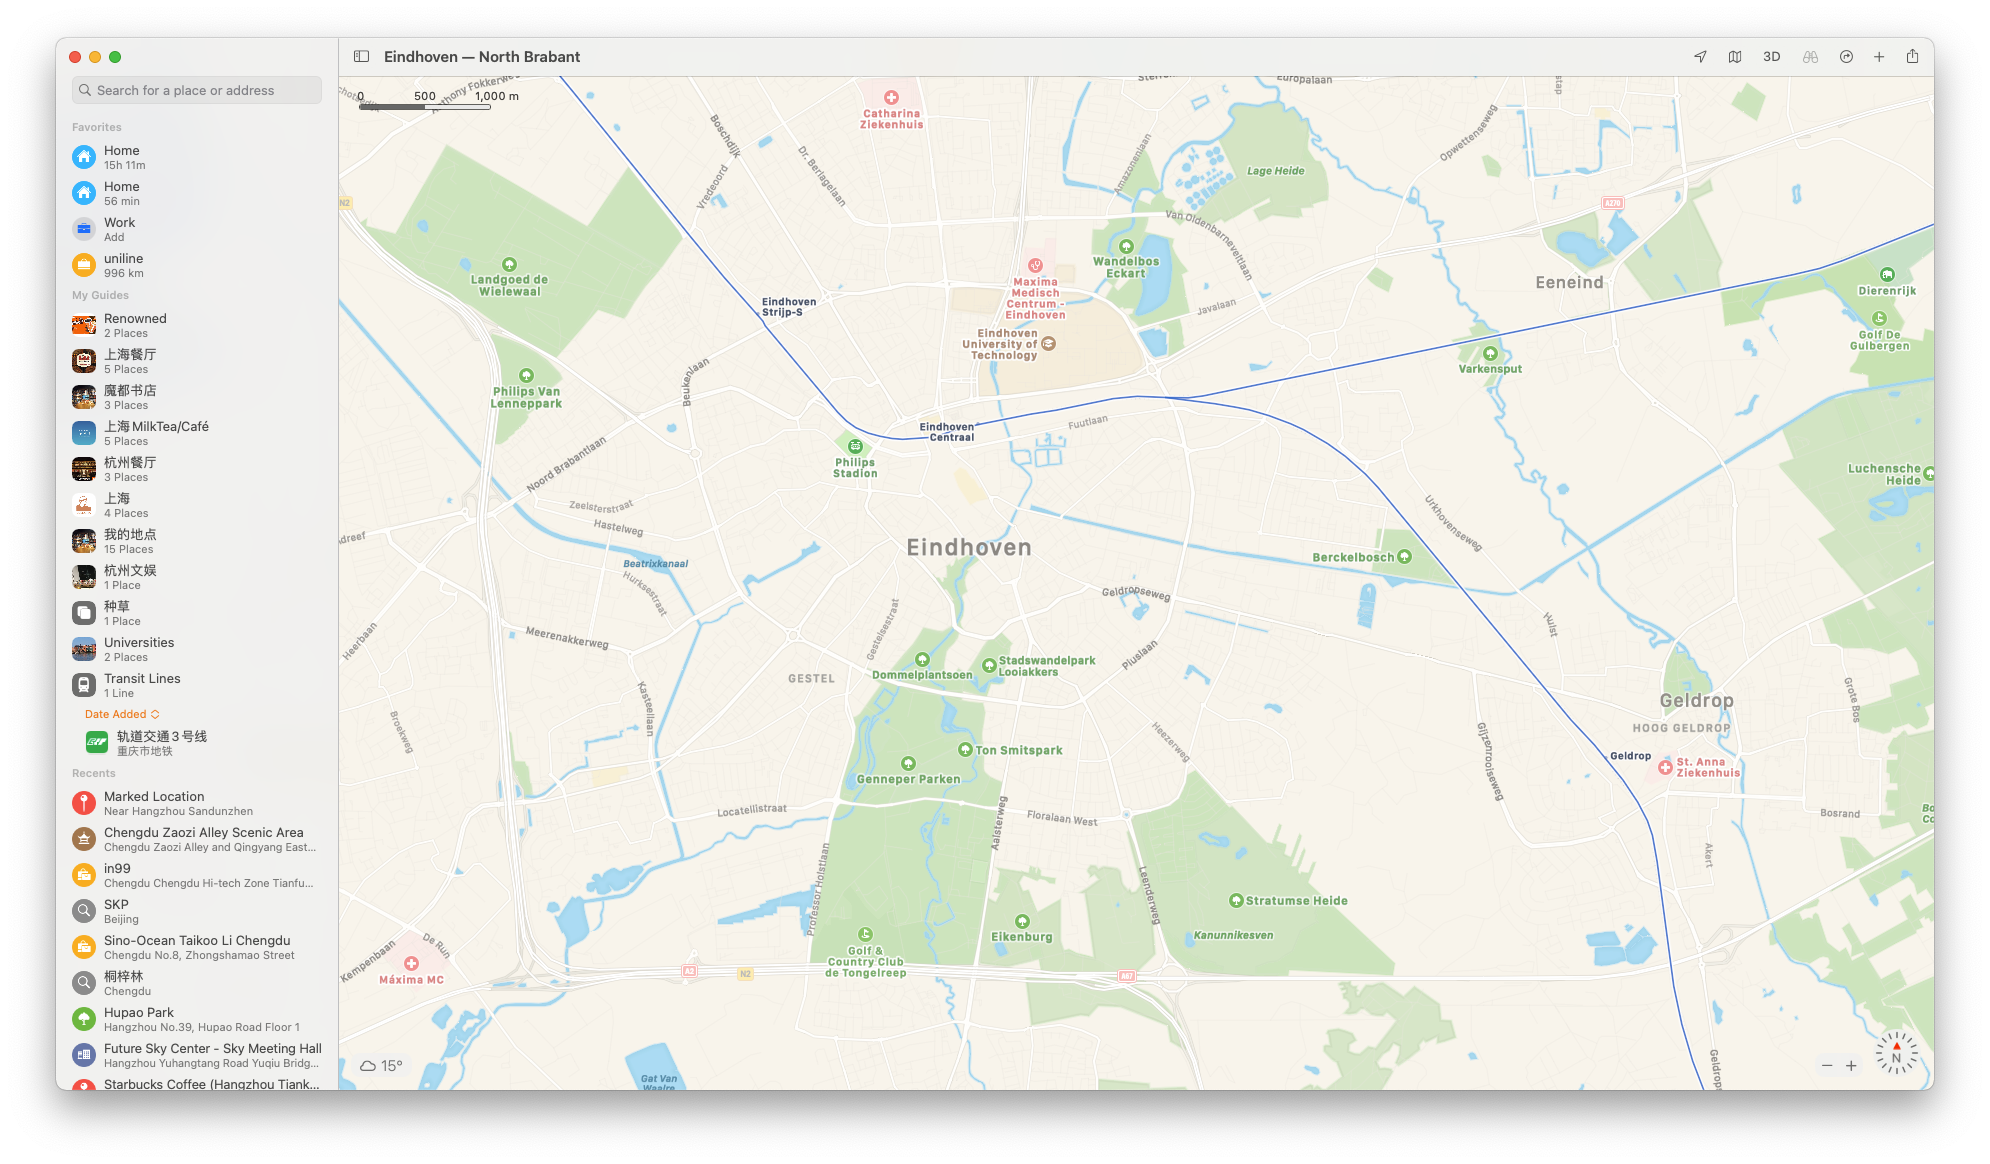 Eindhoven — North Brabant
3D
Search for a place or address
Favorites
Home
15h 11m
Home
56 min
Work
Add
uniline
996 km
My Guides
Renowned
2 Places
上海餐厅
5 Places
魔都书店
3 Places
上海MilkTea/Café
5 Places
杭州餐厅
3 Places
上海
4 Places
我的地点
15 Places
杭州文娱
1 Place
种草
1 Place
Universities
2 Places
Transit Lines
1 Line
Date Added
轨道交通3号线
重庆市地铁
Recents
Marked Location
Near Hangzhou Sandunzhen
Chengdu Zaozi Alley Scenic Area
Chengdu Zaozi Alley and Qingyang East...
in99
Chengdu Chengdu Hi-tech Zone Tianfu...
SKP
Beijing
Sino-Ocean Taikoo Li Chengdu
Chengdu No.8, Zhongshamao Street
桐梓林
Chengdu
Hupao Park
Hangzhou No.39, Hupao Road Floor 1
Future Sky Center - Sky Meeting Hall
Hangzhou Yuhangtang Road Yuqiu Bridg...
Starbucks Coffee (Hangzhou Tiank...
0 500 1,000 m
Europalaan
Catharina
Ziekenhuis
Boschdijk
Dr. Berlagelaan
Vredeoord
Amazonenlaan
Lage Heide
Opwettenseweg
A270
N2
Van Oldenbarneveltlaan
Wandelbos
Eckart
Landgoed de
Wielewaal
Maxima
Medisch
Centrum -
Eindhoven
Eeneind
Dierenrijk
Eindhoven
Strijp-S
Javalaan
Golf De
Gulbergen
Eindhoven
University of
Technology
Varkensput
Philips Van
Lenneppark
Beukenlaan
Eindhoven
Centraal
Fuutlaan
Philips
Stadion
Noord Brabantlaan
Luchensche
Heide
Zeelsterstraat
Hastelweg
Urkhovenseweg
Eindhoven
Berckelbosch
Beatrixkanaal
Hurksestraat
Geldropseweg
Gestelsestraat
Hulst
Heerbaan
Meerenakkerweg
Pluslaan
Stadswandelpark
Looiakkers
Dommelplantsoen
GESTEL
Kasteellaan
Geldrop
Grote Bos
HOOG GELDROP
Broekweg
Heezerweg
Gijzenrooiseweg
Ton Smitspark
Genneper Parken
Geldrop
St. Anna
Ziekenhuis
Locatellistraat
Floralaan West
Aalsterweg
Bosrand
Akert
Professor Holstlaan
Leenderweg
Stratumse Heide
Eikenburg
Kanunnikesven
De Run
Kempenbaan
Máxima MC
Golf &
Country Club
de Tongelreep
A2
N2
A67
15°
Gat Van
Waalre
N